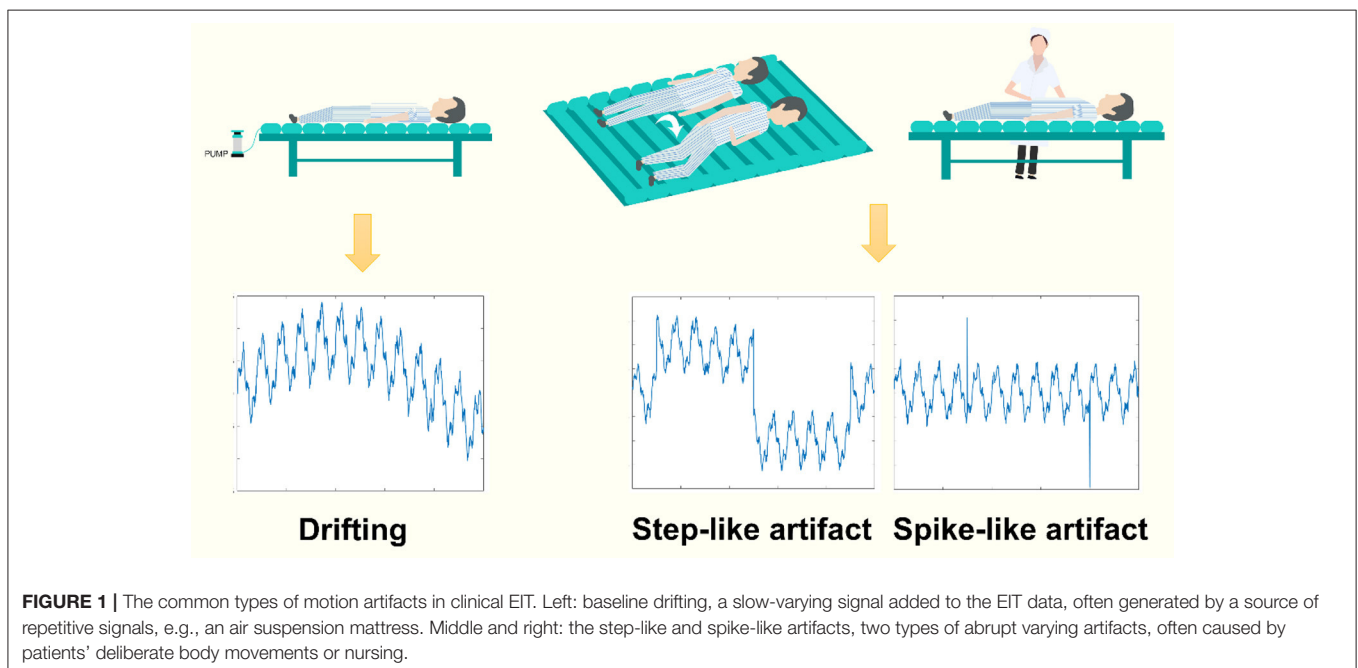 PUMP
Drifting
Step-like artifact
Spike-like artifact
FIGURE 1 | The common types of motion artifacts in clinical EIT. Left: baseline drifting, a slow-varying signal added to the EIT data, often generated by a source of
repetitive signals, e.g., an air suspension mattress. Middle and right: the step-like and spike-like artifacts, two types of abrupt varying artifacts, often caused by
patients' deliberate body movements or nursing.